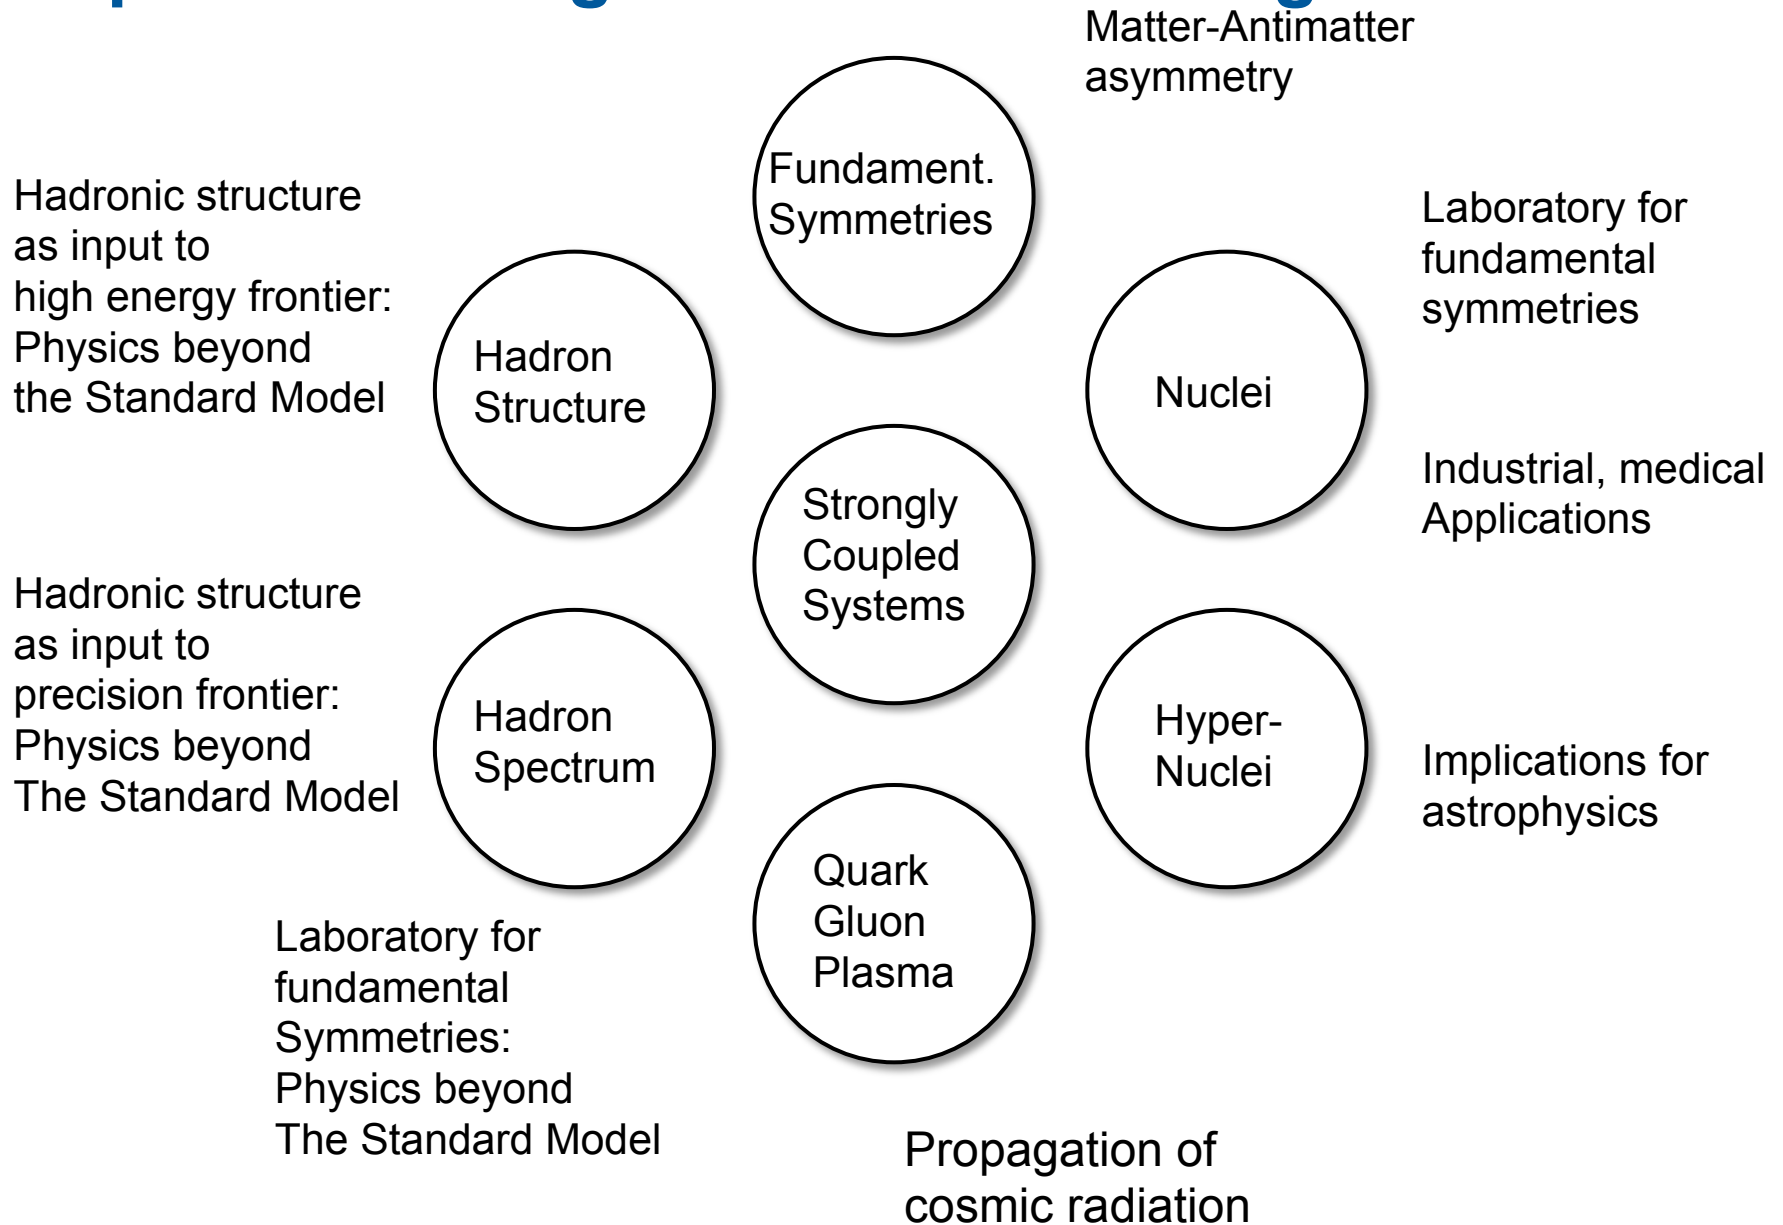 Matter-Antimatter
asymmetry
Fundament.
Symmetries
Hadronic structure
as input to
high energy frontier:
Physics beyond
the Standard Model
Hadron
Structure
Laboratory for
fundamental
symmetries
Nuclei
Industrial, medical
Applications
Strongly
Coupled
Systems
Hadronic structure
as input to
precision frontier:
Physics beyond
The Standard Model
Hadron
Spectrum
Hyper-
Nuclei
Implications for
astrophysics
Quark
Gluon
Plasma
Laboratory for
fundamental
Symmetries:
Physics beyond
The Standard Model
Propagation of
cosmic radiation